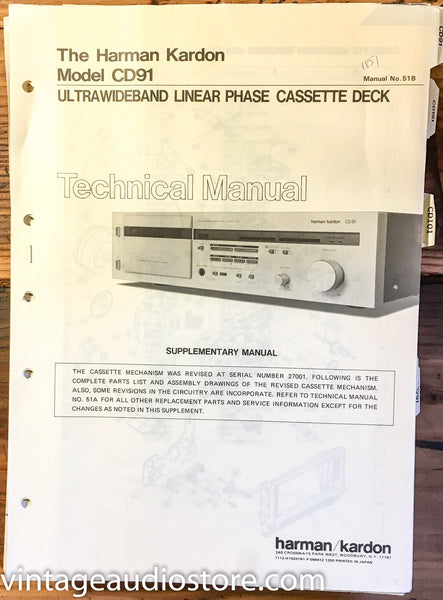 The Harman Kardon
Model CD91
Manual No. 51B
ULTRAWIDEBAND LINEAR PHASE CASSETTE DECK
Technical Manual
harman/kardon CD91
CD101
SUPPLEMENTARY MANUAL
THE CASSETTE MECHANISM WAS REVISED AT SERIAL NUMBER 27001, FOLLOWING IS THE
COMPLETE PARTS LIST AND ASSEMBLY DRAWINGS OF THE REVISED CASSETTE MECHANISM.
ALSO, SOME REVISIONS IN THE CIRCUITRY ARE INCORPORATE. REFER TO TECHNICAL MANUAL
NO. 51A FOR ALL OTHER REPLACEMENT PARTS AND SERVICE INFORMATION EXCEPT FOR THE
CHANGES AS NOTED IN THIS SUPPLEMENT.
harman/kardon
240 CROSSWAYS PARK WEST, WOODBURY, N.Y. 11797
PRINTED IN JAPAN
vintageaudiostore.com